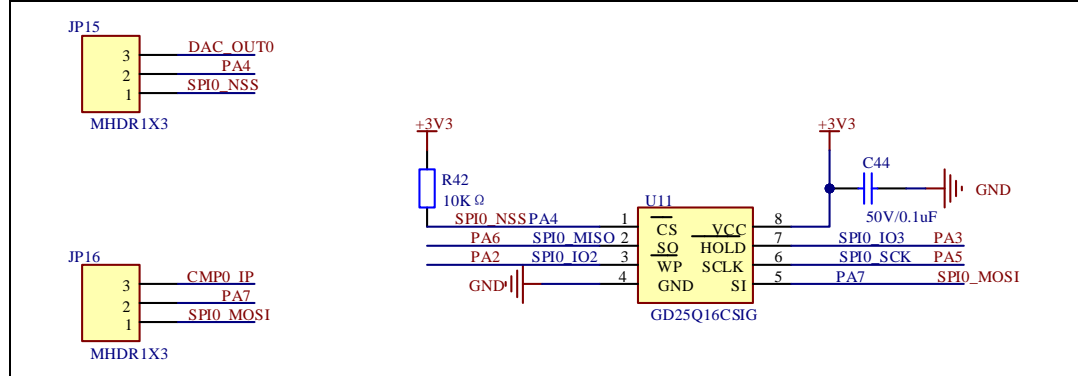 JP15
3 DAC_OUT0
2 PA4
1 SPI0_NSS
MHDR1X3
JP16
3 CMP0_IP
2 PA7
1 SPI0_MOSI
MHDR1X3
+3V3
R42
10KΩ
+3V3
C44
GND
50V/0.1uF
U11
SPI0_NSS PA4 1 CS VCC 8
PA6 SPI0_MISO 2 SO HOLD 7 SPI0_IO3 PA3
PA2 SPI0_IO2 3 WP SCLK 6 SPI0_SCK PA5
GND 4 GND SI 5 PA7 SPI0_MOSI
GD25Q16CSIG